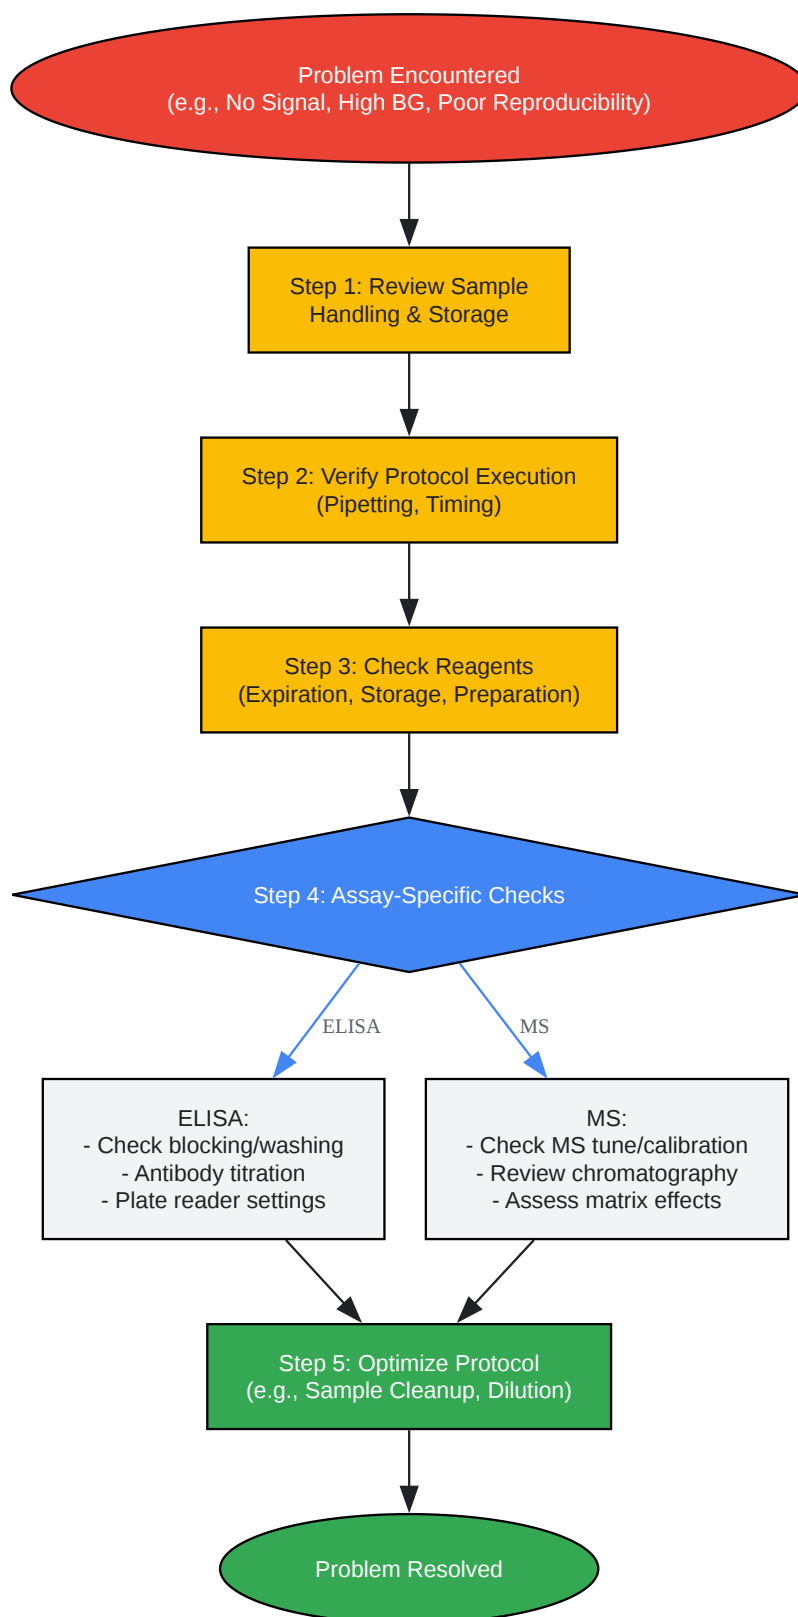 Problem Encountered
(e.g., No Signal, High BG, Poor Reproducibility)
Step 1: Review Sample
Handling & Storage
Step 2: Verify Protocol Execution
(Pipetting, Timing)
Step 3: Check Reagents
(Expiration, Storage, Preparation)
Step 4: Assay-Specific Checks
ELISA
MS
ELISA:
- Check blocking/washing
- Antibody titration
- Plate reader settings
MS:
- Check MS tune/calibration
- Review chromatography
- Assess matrix effects
Step 5: Optimize Protocol
(e.g., Sample Cleanup, Dilution)
Problem Resolved